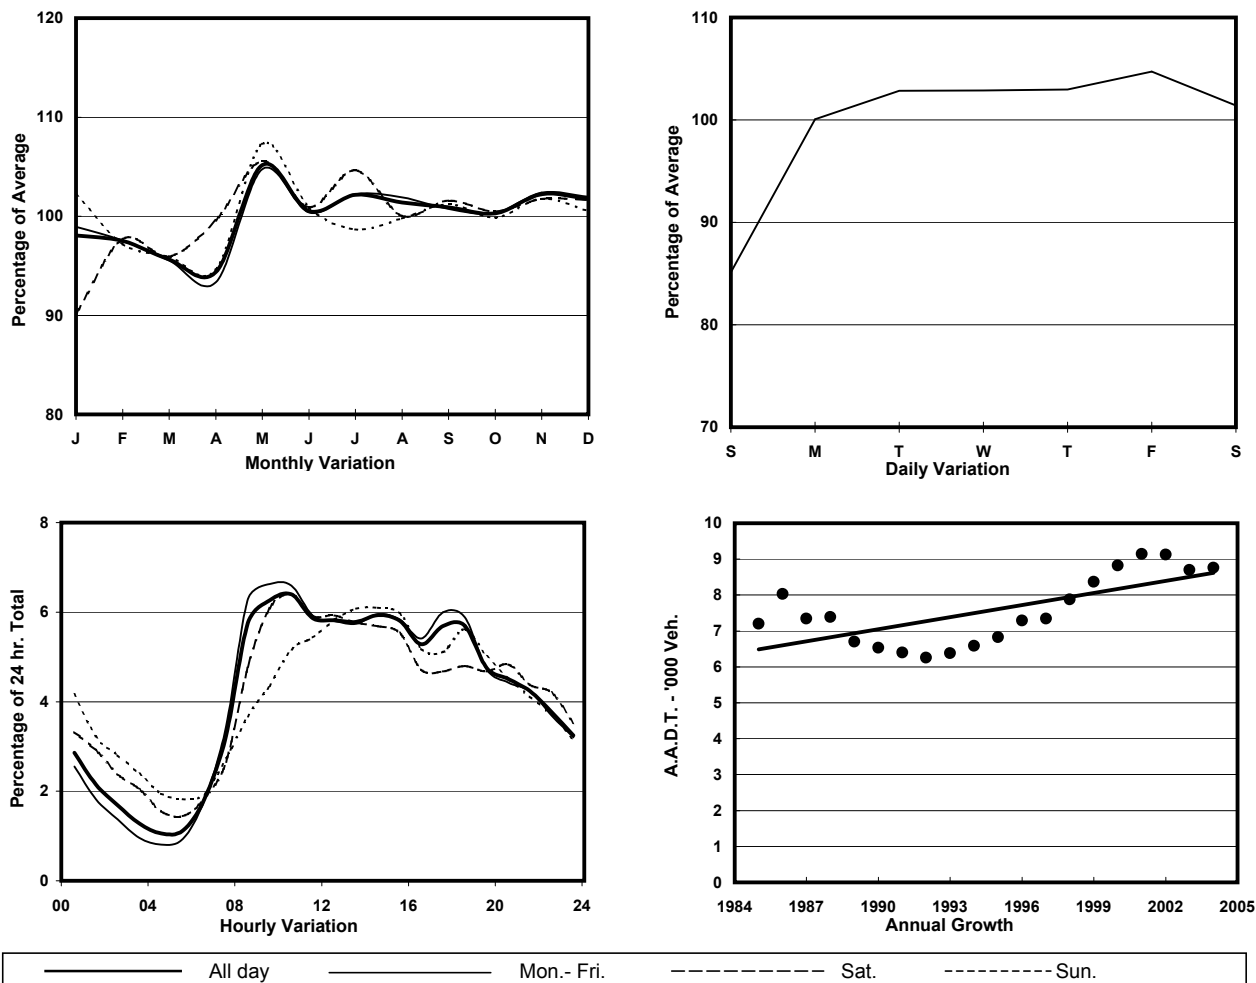 120
110
100
90
80
Percentage of Average
J F M A M J J A S O N D
Monthly Variation
110
100
90
80
70
Percentage of Average
S M T W T F S
Daily Variation
8
6
4
2
0
Percentage of 24 hr. Total
00 04 08 12 16 20 24
Hourly Variation
10
9
8
7
6
5
4
3
2
1
0
A.A.D.T. - '000 Veh.
1984 1987 1990 1993 1996 1999 2002 2005
Annual Growth
All day Mon.- Fri. Sat. Sun.